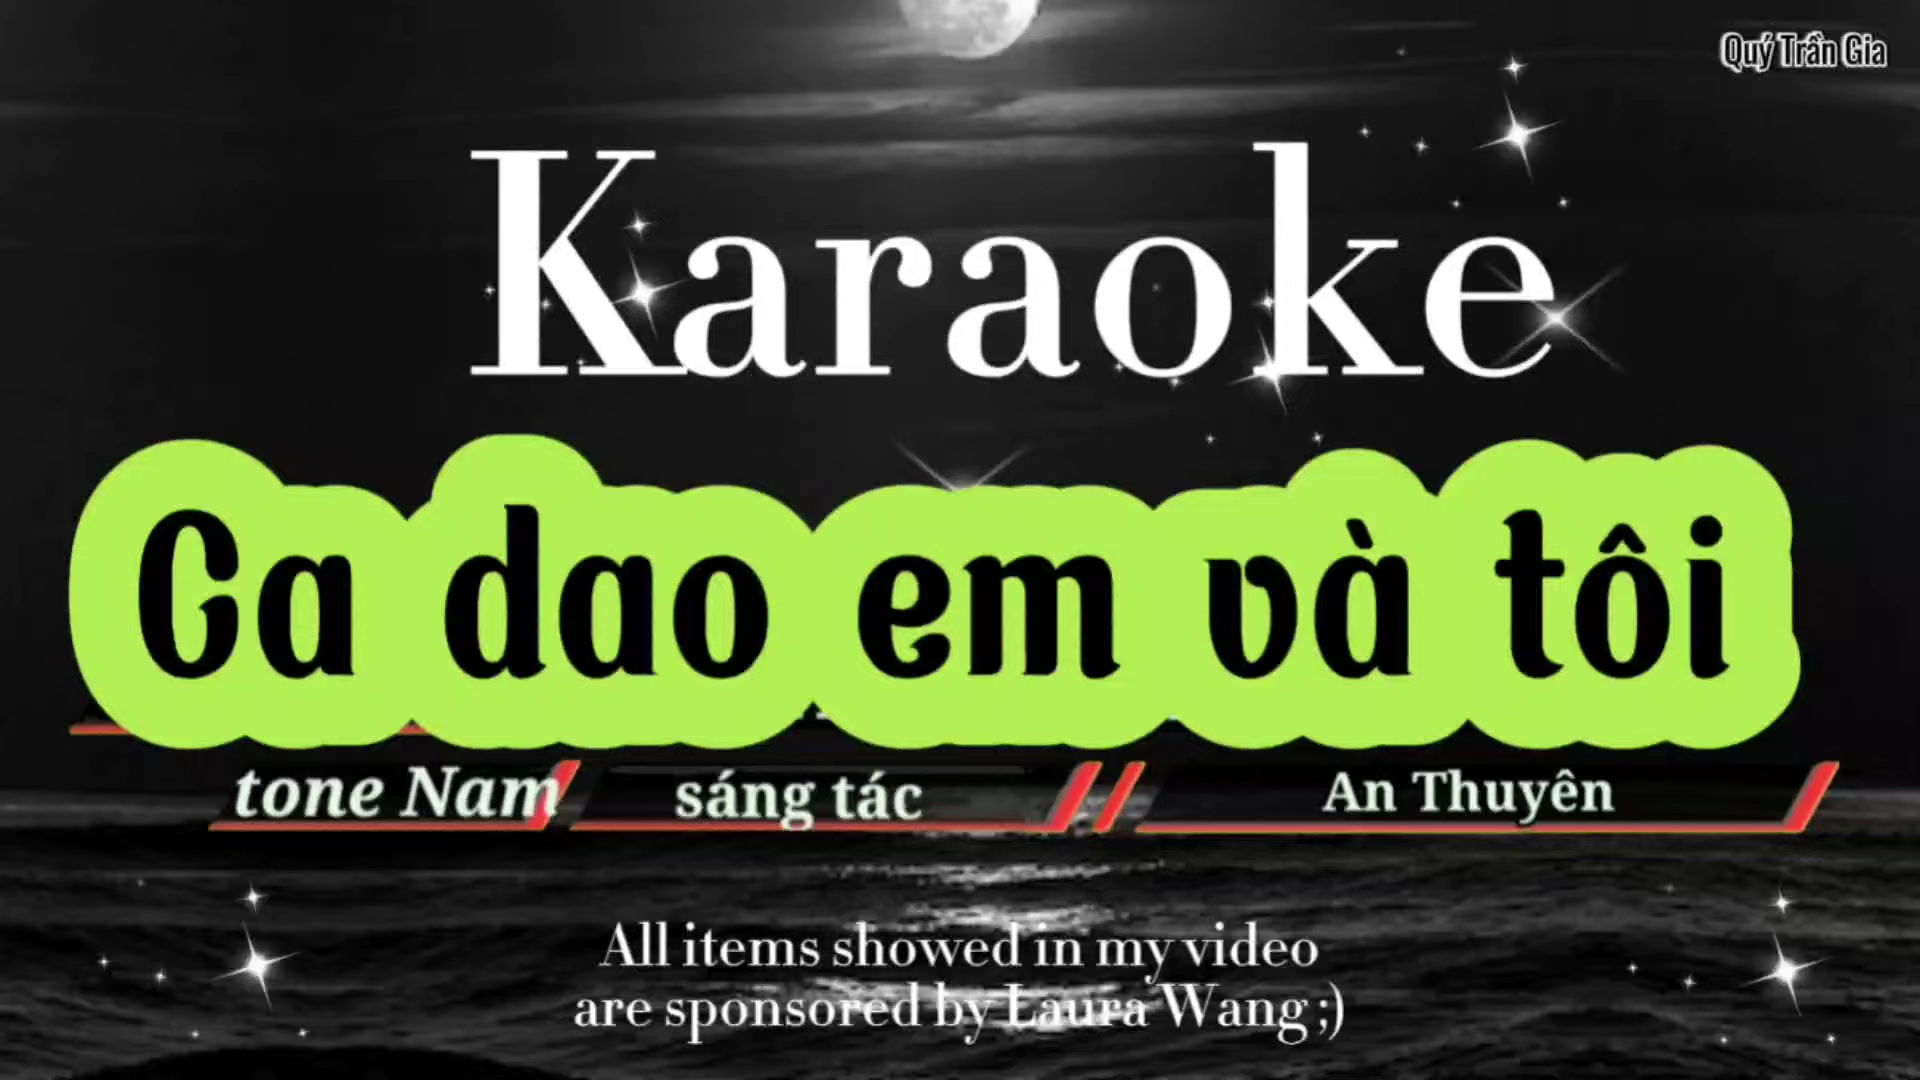 Quý Trần Gia
Karaoke
Ca dao em và tôi
tone Nam
sáng tác
An Thuyên
All items showed in my video
are sponsored by Laura Wang ;)